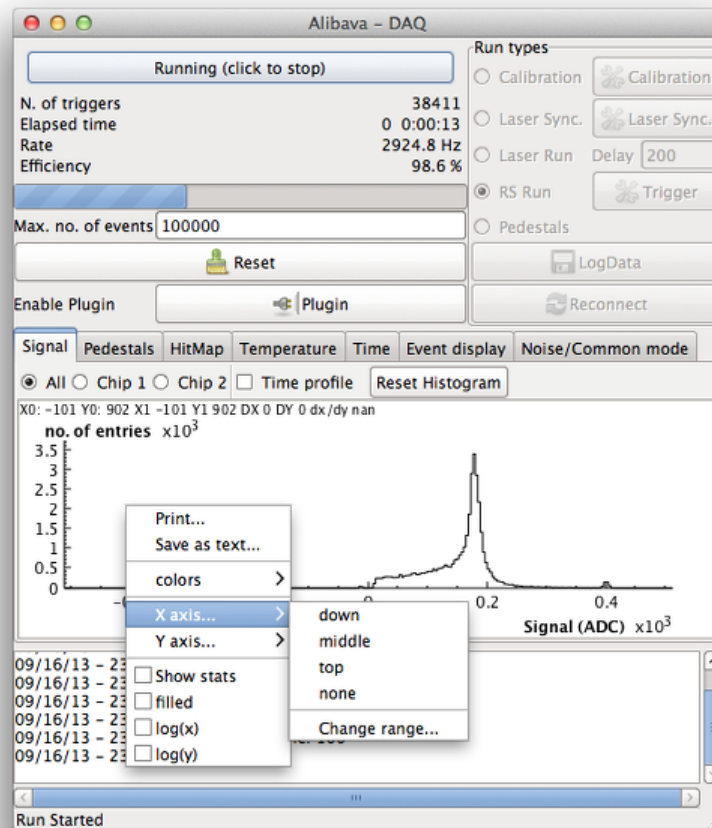 Alibava - DAQ
Running (click to stop)
N. of triggers 38411
Elapsed time 0 0:00:13
Rate 2924.8 Hz
Efficiency 98.6 %
Max. no. of events 100000
Reset
Enable Plugin Plugin
Run types
Calibration Calibration
Laser Sync. Laser Sync.
Laser Run Delay 200
RS Run Trigger
Pedestals
LogData
Reconnect
Signal Pedestals HitMap Temperature Time Event display Noise/Common mode
All Chip 1 Chip 2 Time profile Reset Histogram
X0: -101 Y0: 902 X1 -101 Y1 902 DX 0 DY 0 dx/dy nan
no. of entries x10³
3.5
3
2.5
2
1.5
1
0.5
0
0.2 0.4
Signal (ADC) x10³
Print...
Save as text...
colors
X axis...
Y axis...
Show stats
filled
log(x)
log(y)
down
middle
top
none
Change range...
09/16/13 - 23
09/16/13 - 23
09/16/13 - 23
09/16/13 - 23
09/16/13 - 23
09/16/13 - 23
Run Started